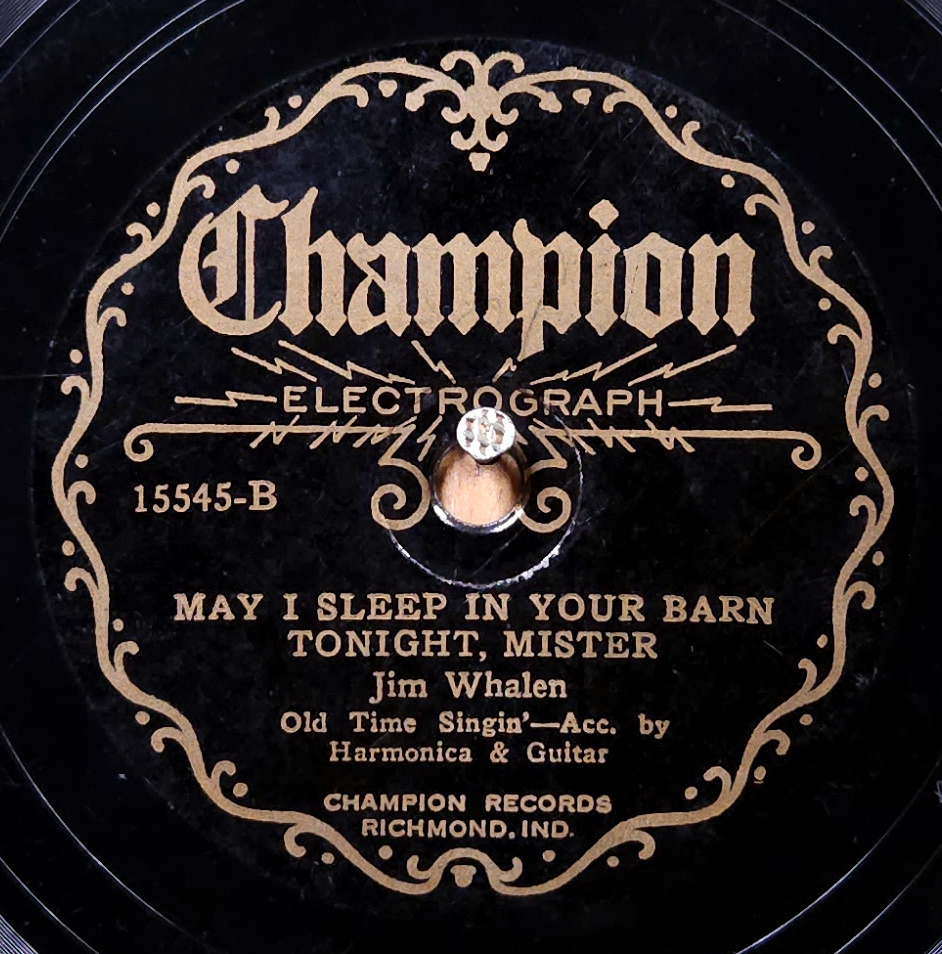 Champion
ELECTROGRAPH
15545-B
MAY I SLEEP IN YOUR BARN
TONIGHT, MISTER
Jim Whalen
Old Time Singin'—Acc. by
Harmonica & Guitar
CHAMPION RECORDS
RICHMOND, IND.